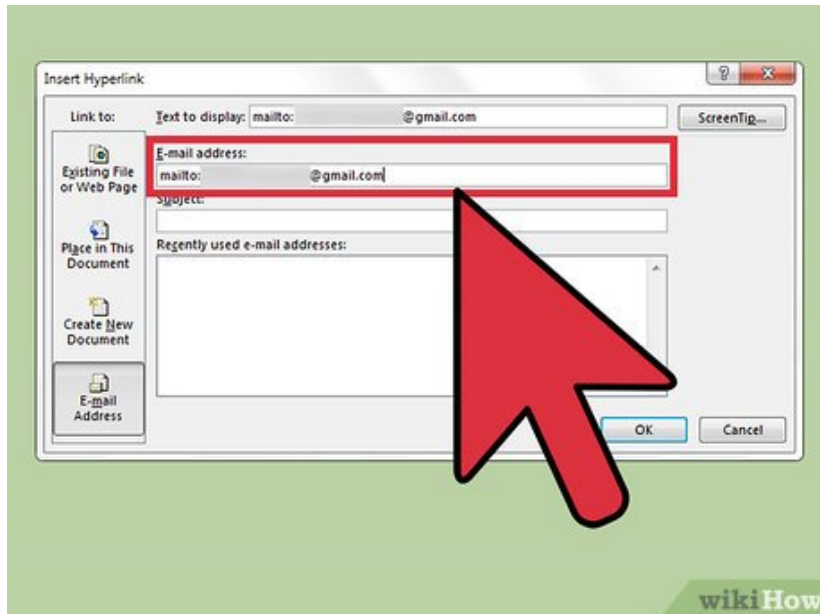 Insert Hyperlink
Link to:
Text to display: mailto: @gmail.com
ScreenTip...
Existing File
or Web Page
E-mail address:
mailto: @gmail.com
Subject:
Place in This
Document
Recently used e-mail addresses:
Create New
Document
E-mail
Address
OK
Cancel
wikiHow